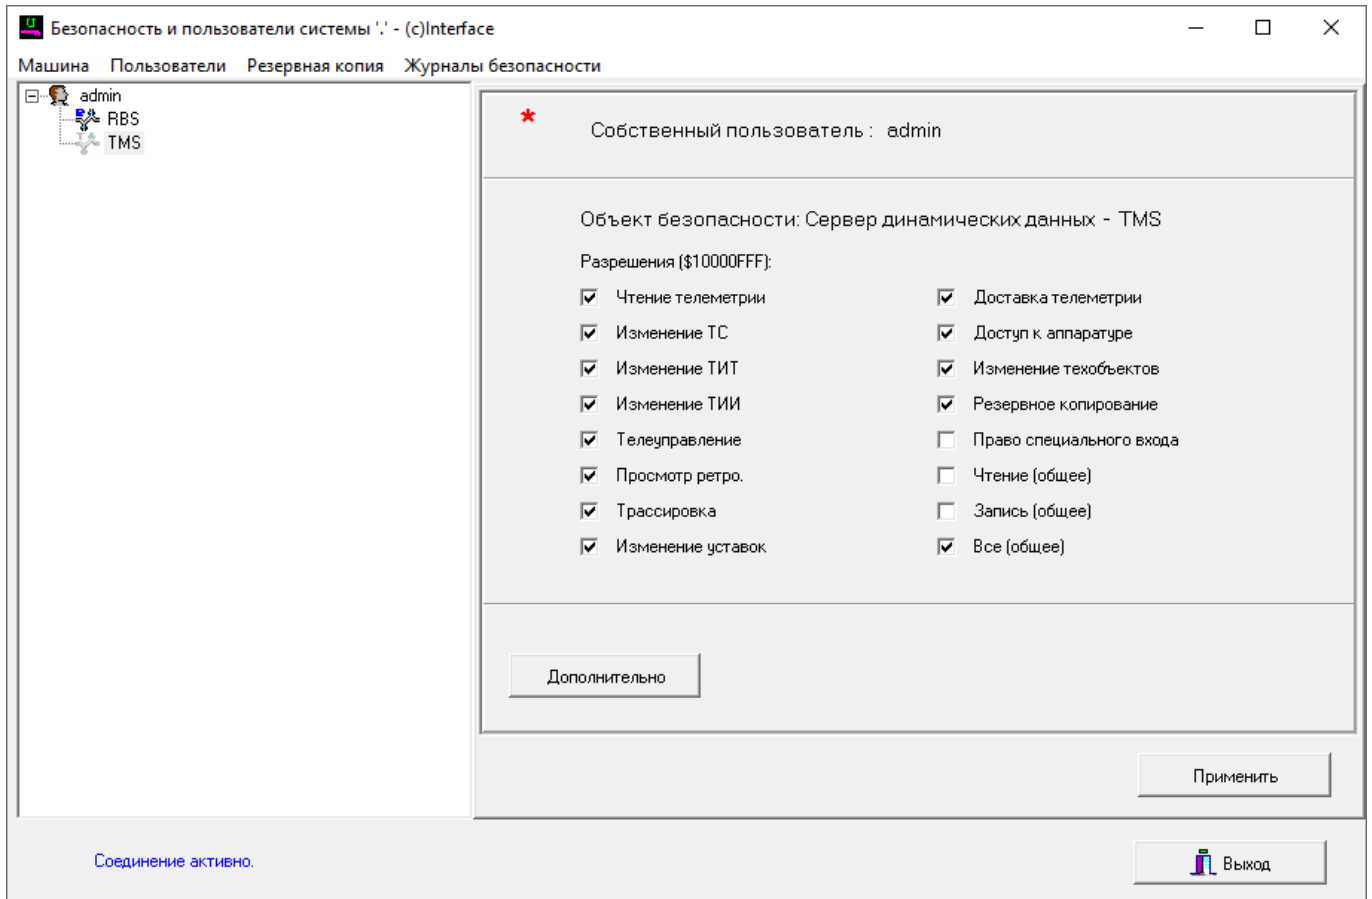 Безопасность и пользователи системы '.' - (c)Interface
Машина Пользователи Резервная копия Журналы безопасности
admin
RBS
TMS
*
Собственный пользователь : admin
Объект безопасности: Сервер динамических данных - TMS
Разрешения ($10000FFF):
Чтение телеметрии
Доставка телеметрии
Изменение ТС
Доступ к аппаратуре
Изменение ТИТ
Изменение техобъектов
Изменение ТИИ
Резервное копирование
Телеуправление
Право специального входа
Просмотр ретро.
Чтение (общее)
Трассировка
Запись (общее)
Изменение уставок
Все (общее)
Дополнительно
Применить
Соединение активно.
Выход